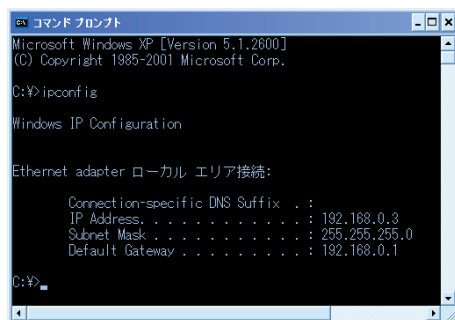 コマンド プロンプト
Microsoft Windows XP [Version 5.1.2600]
(C) Copyright 1985-2001 Microsoft Corp.
C:¥>ipconfig
Windows IP Configuration
Ethernet adapter ローカル エリア接続:
Connection-specific DNS Suffix  . :
IP Address. . . . . . . . . . . . : 192.168.0.3
Subnet Mask . . . . . . . . . . . : 255.255.255.0
Default Gateway . . . . . . . . . : 192.168.0.1
C:¥>_